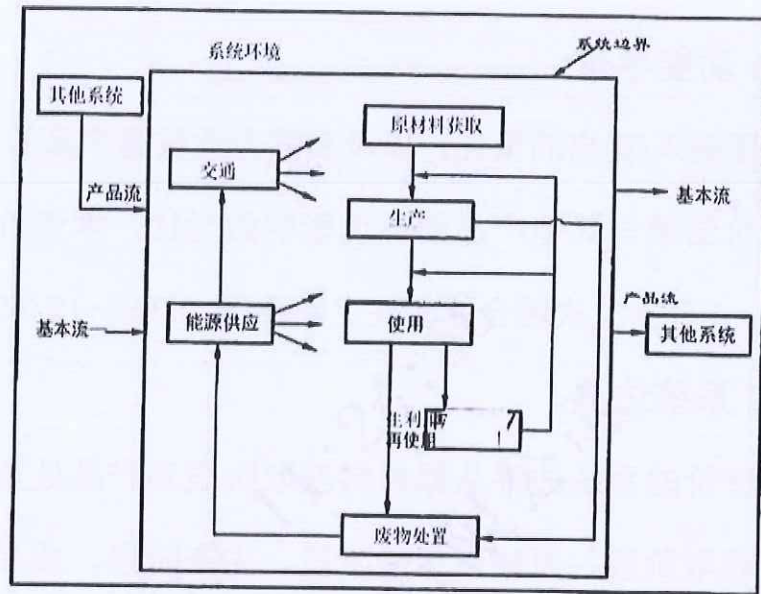 系统环境
系统边界
其他系统
原材料获取
交通
产品流
基本流
生产
产品流
基本流
能源供应
使用
其他系统
再使用
废物处置